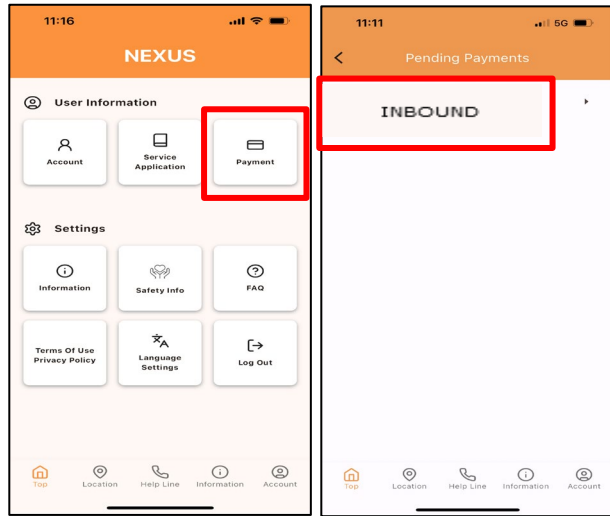 11:16
NEXUS
User Information
Account
Service
Application
Payment
Settings
Information
Safety Info
FAQ
Terms Of Use
Privacy Policy
Language
Settings
Log Out
Top
Location
Help Line
Information
Account
11:11
5G
Pending Payments
INBOUND
Top
Location
Help Line
Information
Account